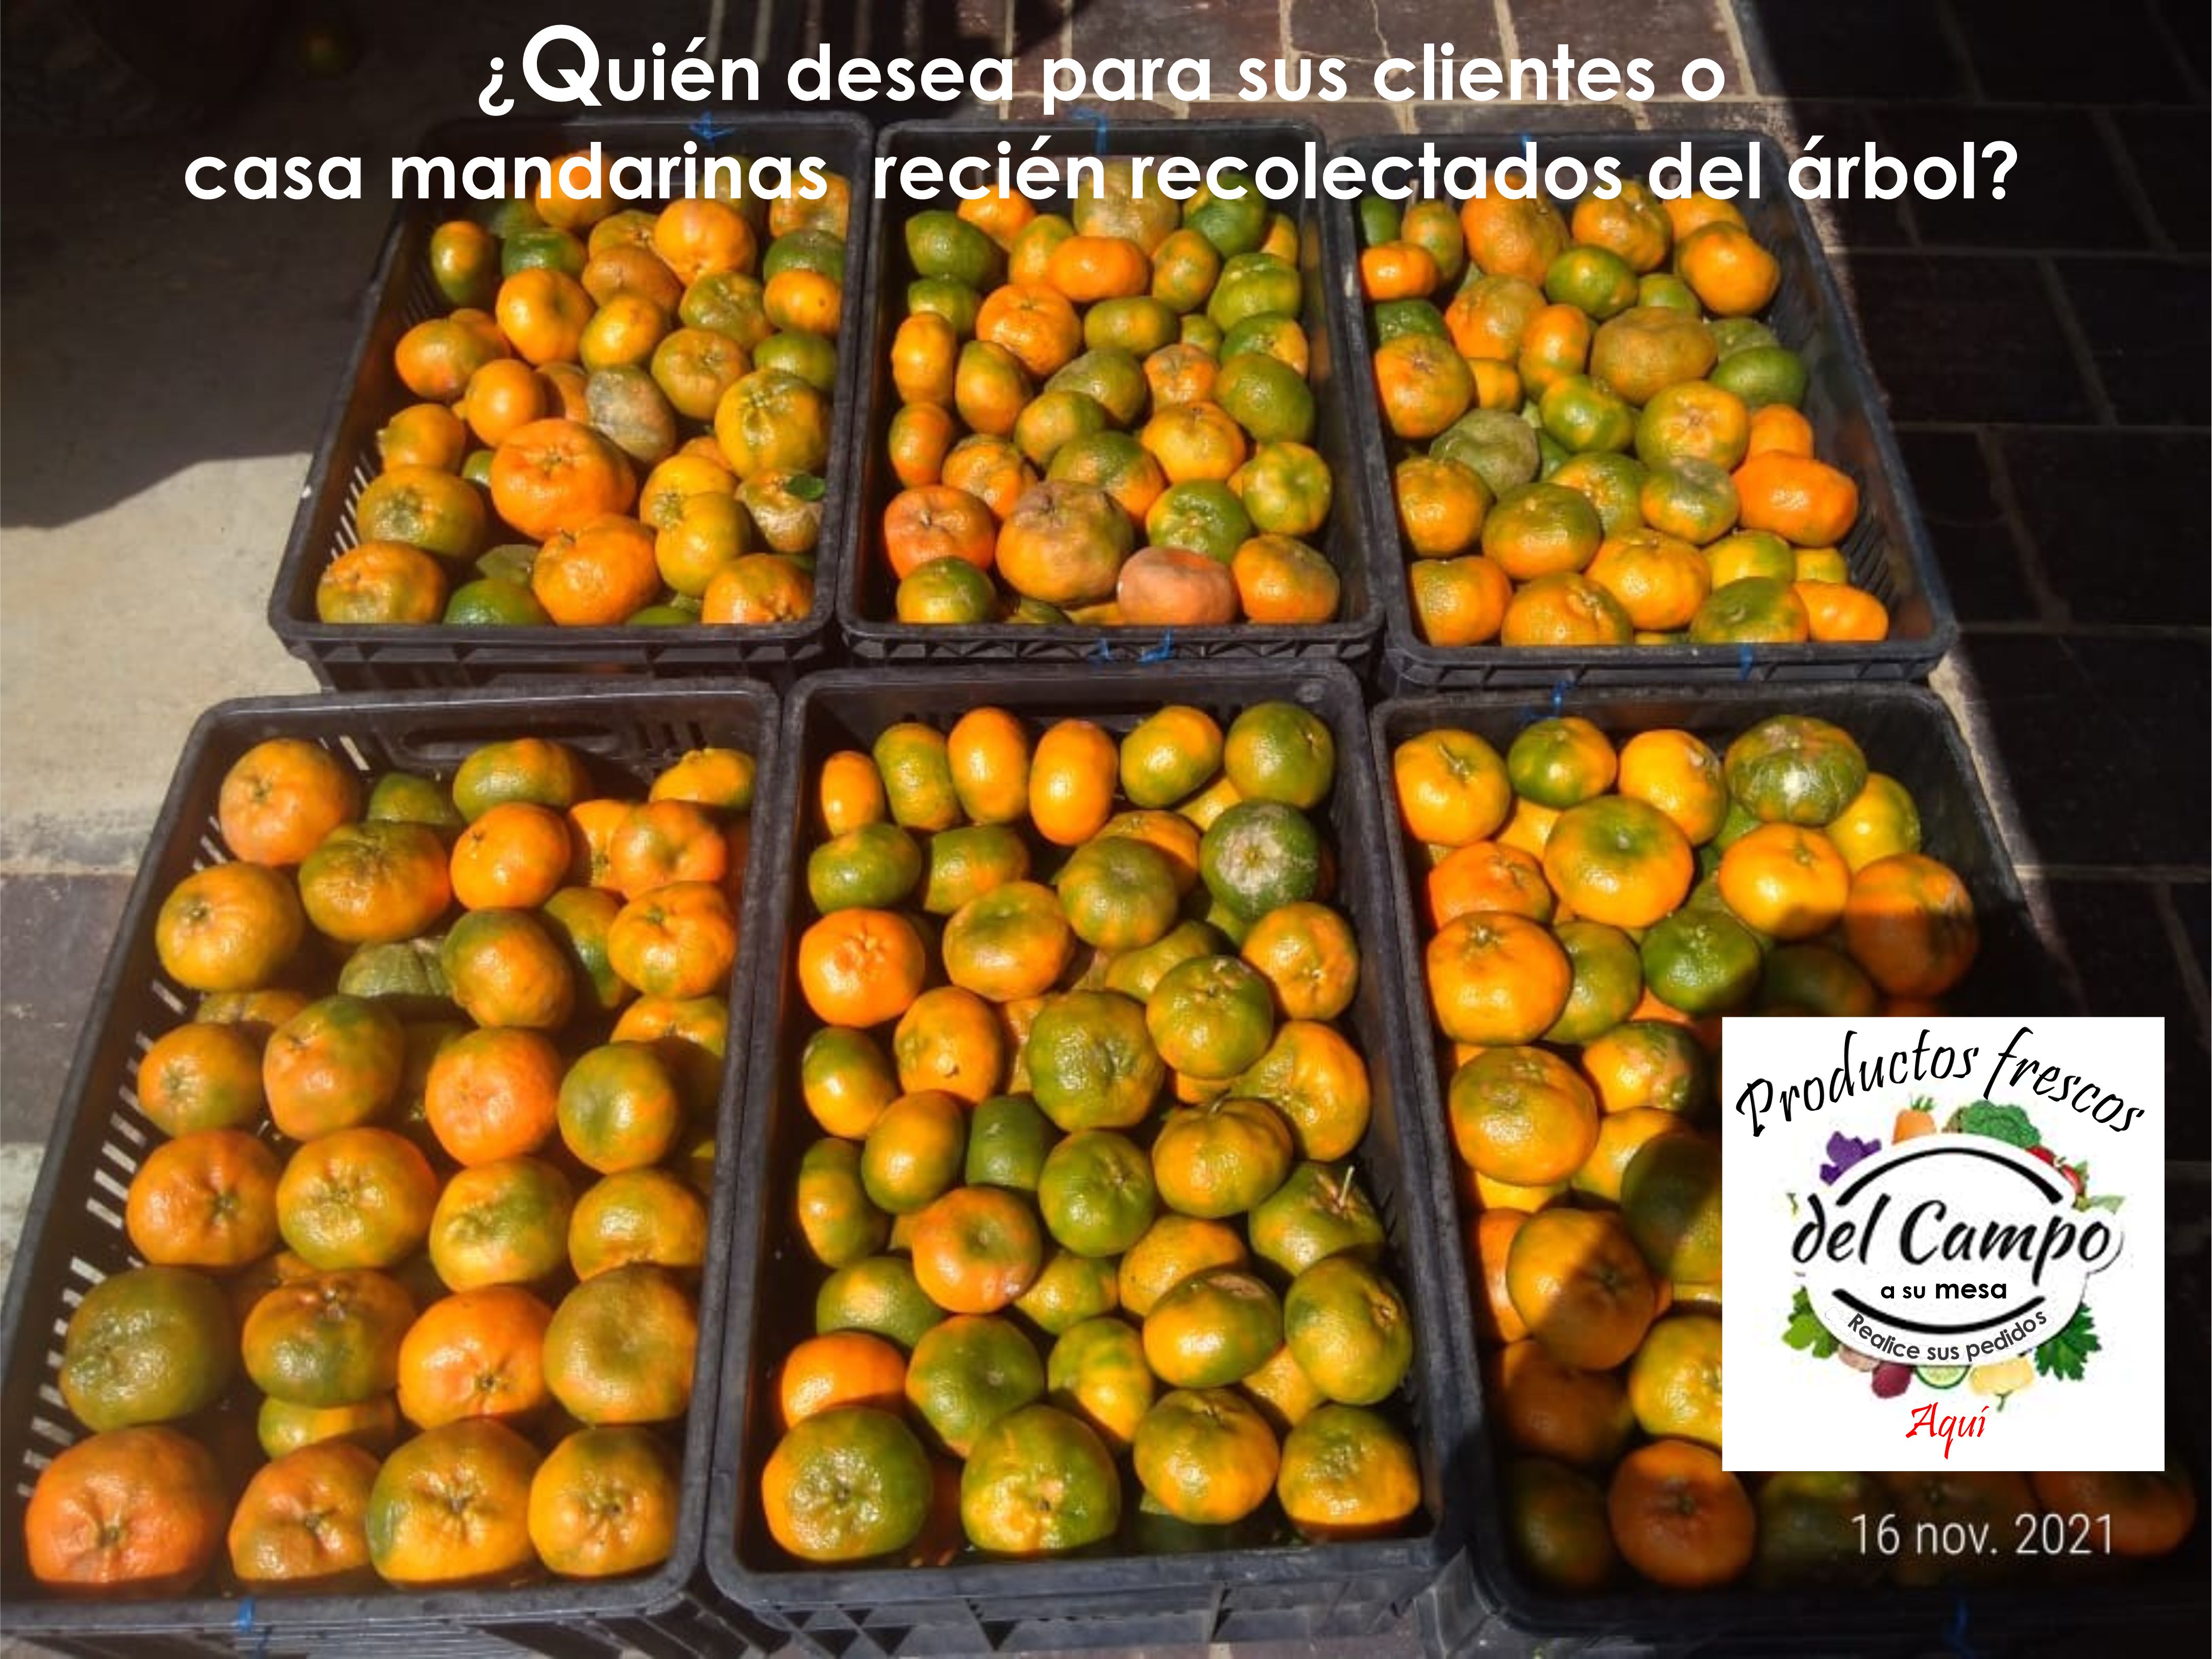 ¿Quién desea para sus clientes o
casa mandarinas recién recolectados del árbol?
Productos frescos
del Campo
a su mesa
Realice sus pedidos
Aquí
16 nov. 2021